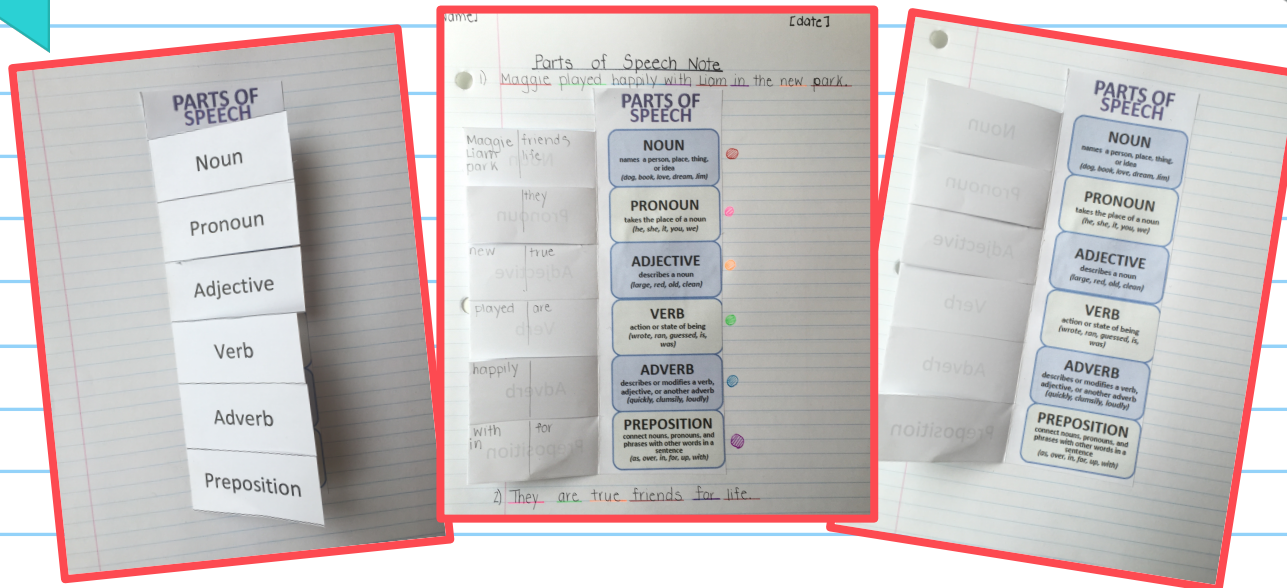 PARTS OF
SPEECH
Noun
Pronoun
Adjective
Verb
Adverb
Preposition
[date]
Parts of Speech Note
1) Maggie played happily with Liam in the new park.
PARTS OF
SPEECH
Maggie friends
Liam life
park
they
new true
played are
happily
with for
in
NOUN
names a person, place, thing,
or idea
(dog, book, love, dream, Jim)
PRONOUN
takes the place of a noun
(he, she, it, you, we)
ADJECTIVE
describes a noun
(large, red, old, clean)
VERB
action or state of being
(wrote, ran, guessed, is,
was)
ADVERB
describes or modifies a verb,
adjective, or another adverb
(quickly, clumsily, loudly)
PREPOSITION
connect nouns, pronouns, and
phrases with other words in a
sentence
(as, over, in, for, up, with)
2) They are true friends for life.
Noun
Pronoun
Adjective
Verb
Adverb
Preposition
PARTS OF
SPEECH
NOUN
names a person, place, thing,
or idea
(dog, book, love, dream, Jim)
PRONOUN
takes the place of a noun
(he, she, it, you, we)
ADJECTIVE
describes a noun
(large, red, old, clean)
VERB
action or state of being
(wrote, ran, guessed, is,
was)
ADVERB
describes or modifies a verb,
adjective, or another adverb
(quickly, clumsily, loudly)
PREPOSITION
connect nouns, pronouns, and
phrases with other words in a
sentence
(as, over, in, for, up, with)